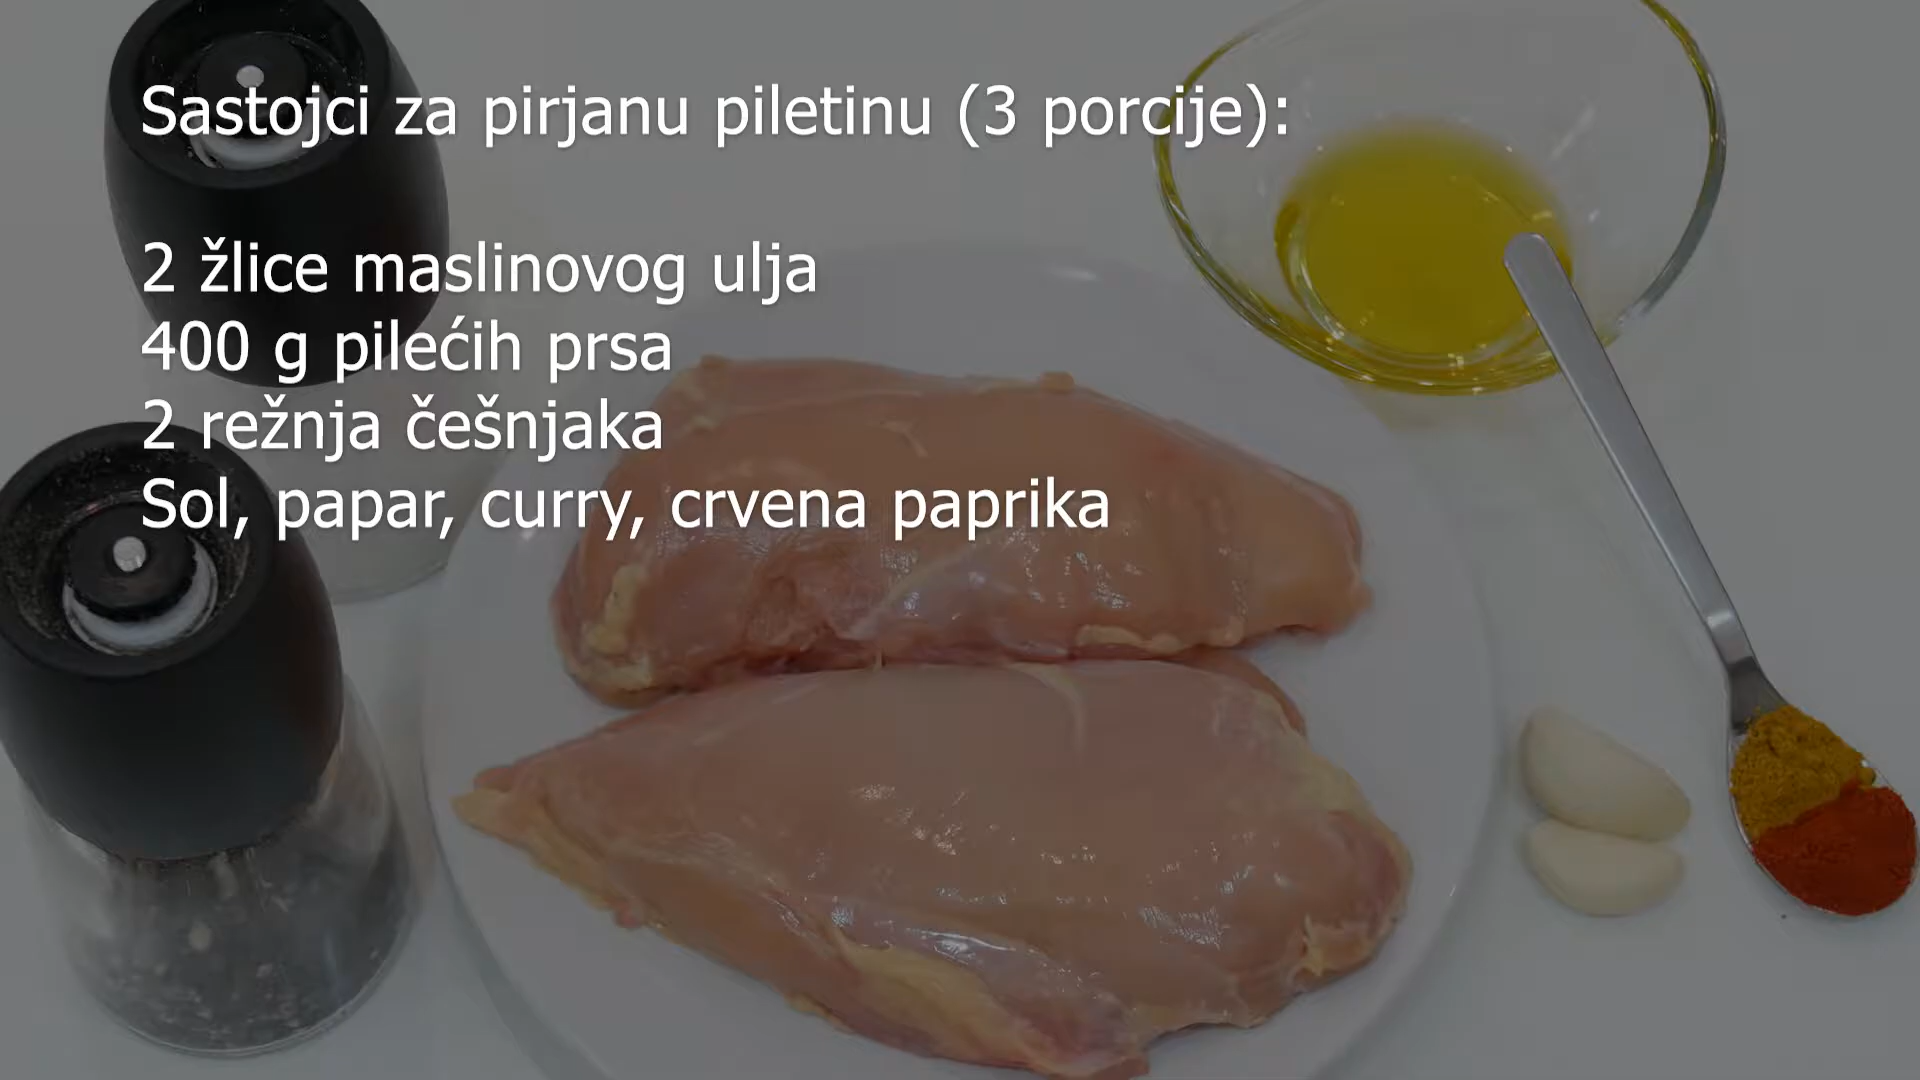 Sastojci za pirjanu piletinu (3 porcije):
2 žlice maslinovog ulja
400 g pilećih prsa
2 režnja češnjaka
Sol, papar, curry, crvena paprika